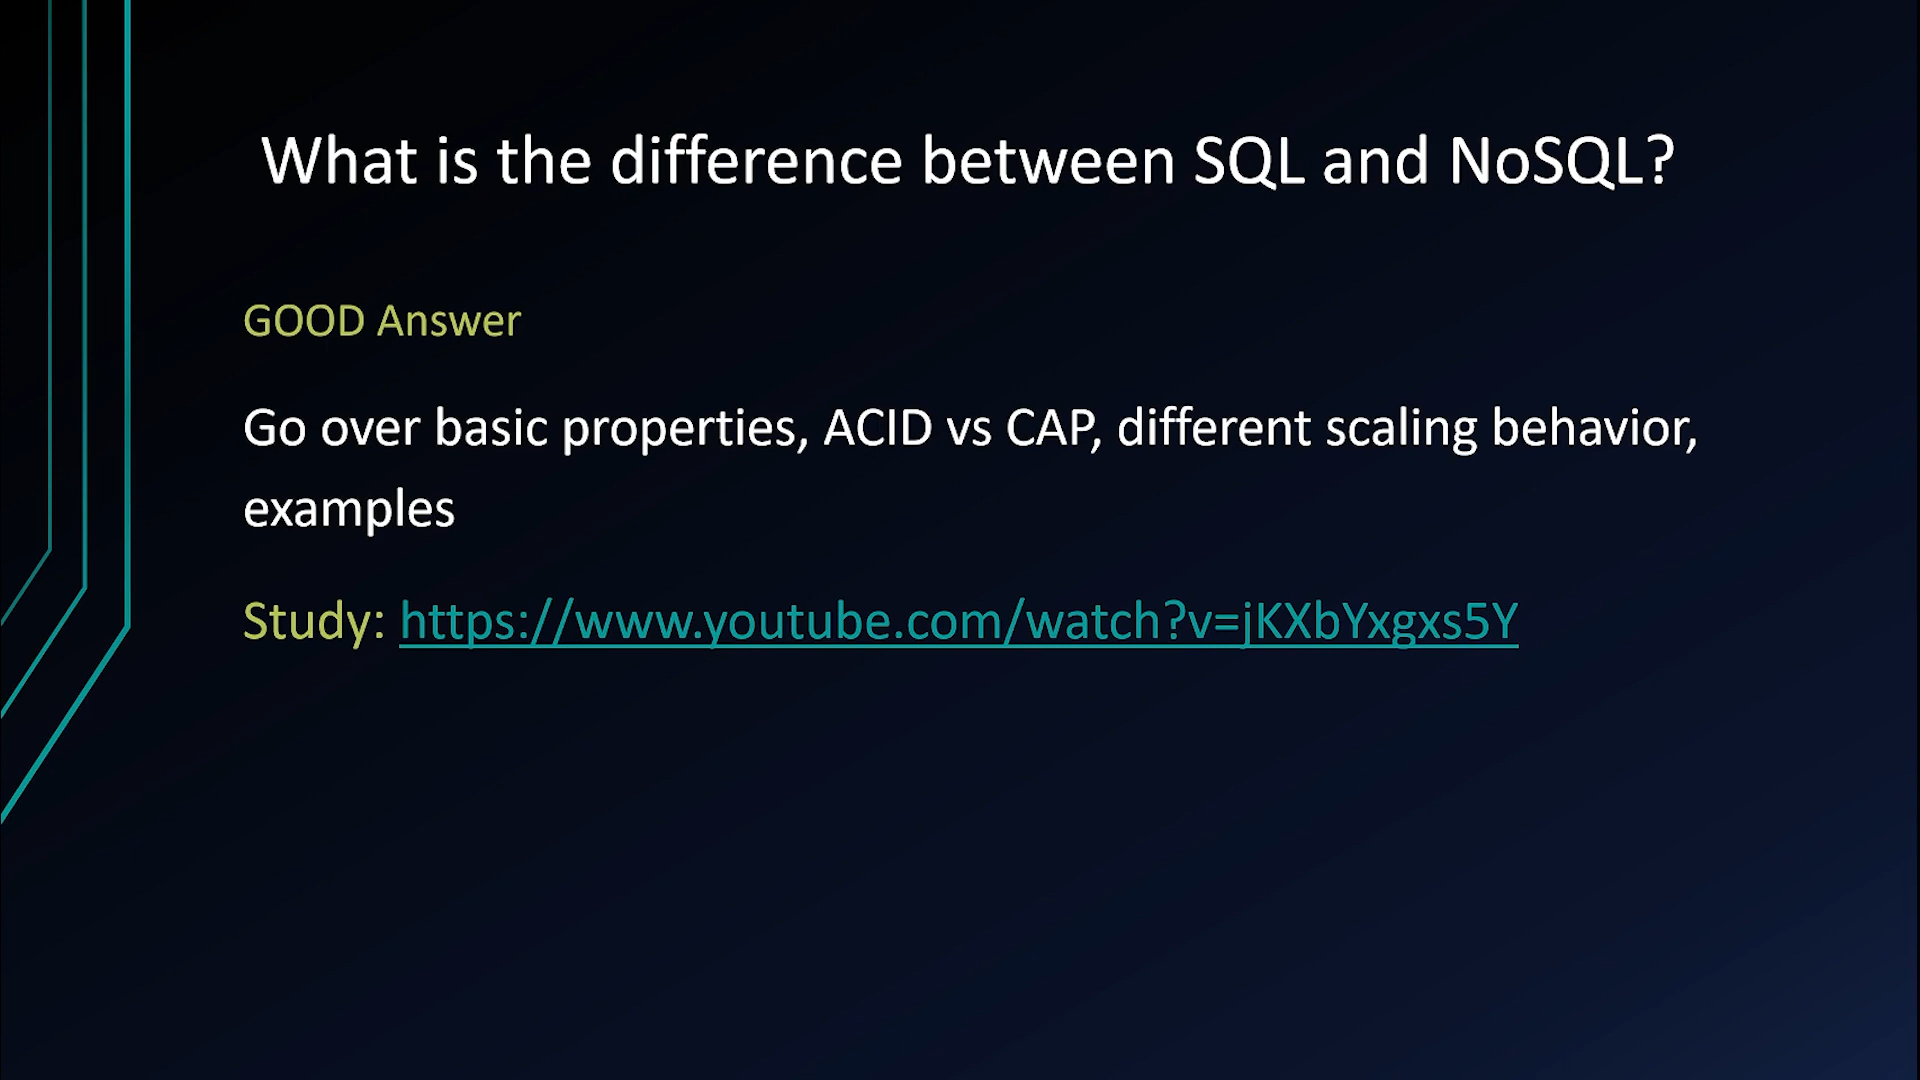 What is the difference between SQL and NoSQL?
GOOD Answer
Go over basic properties, ACID vs CAP, different scaling behavior,
examples
Study: https://www.youtube.com/watch?v=jKXbYxgxs5Y